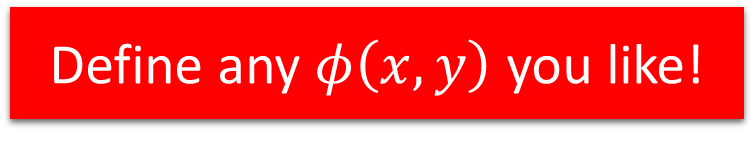 Define any 𝜙(𝑥, 𝑦) you like!